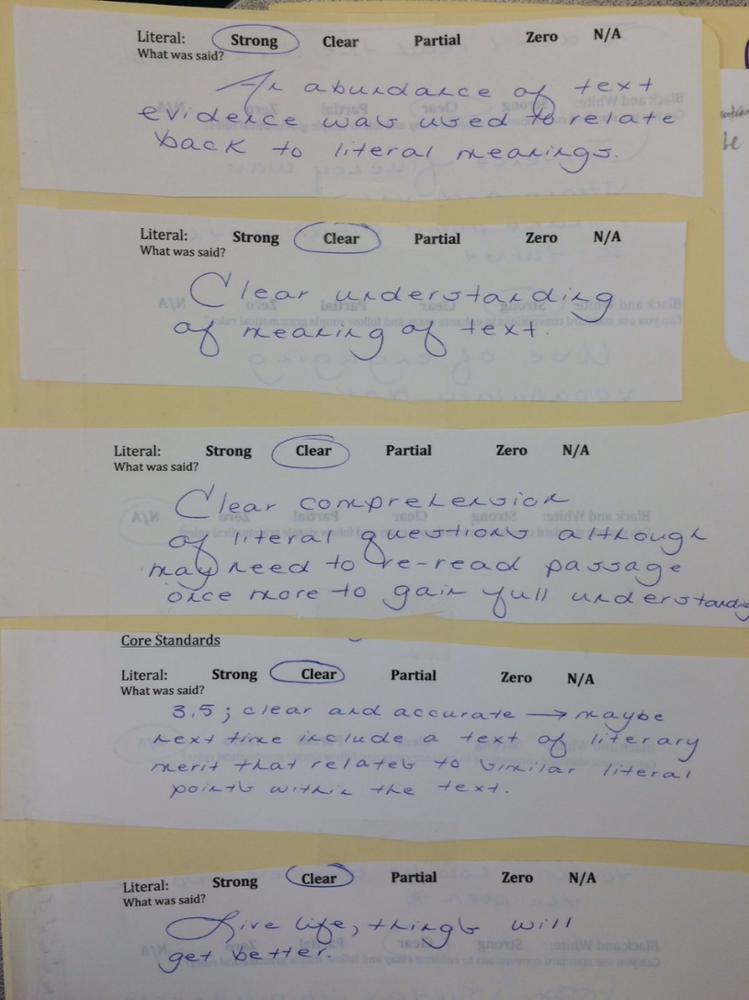 Literal: Strong Clear Partial Zero N/A
What was said?
An abundance of text
evidence was used to relate
back to literal meanings.
Literal: Strong Clear Partial Zero N/A
What was said?
Clear understanding
of meaning of text.
Literal: Strong Clear Partial Zero N/A
What was said?
Clear comprehension
of literal questions although
may need to re-read passage
once more to gain full understanding
Core Standards
Literal: Strong Clear Partial Zero N/A
What was said?
3.5; clear and accurate → maybe
next time include a text of literary
merit that relates to similar literal
points within the text.
Literal: Strong Clear Partial Zero N/A
What was said?
Live life, things will
get better.